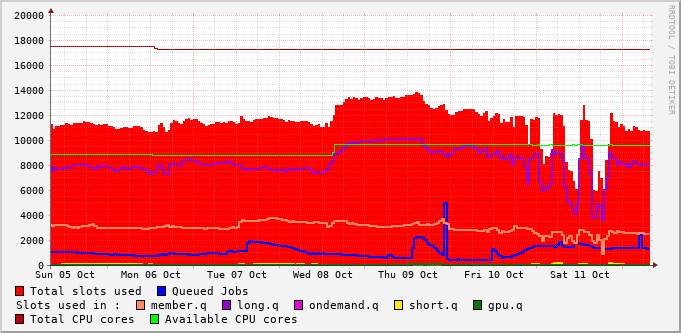 20000
18000
16000
14000
12000
10000
8000
6000
4000
2000
0
Sun 05 Oct Mon 06 Oct Tue 07 Oct Wed 08 Oct Thu 09 Oct Fri 10 Oct Sat 11 Oct
RRDTOOL / TOBI OETIKER
Total slots used Queued Jobs
Slots used in : member.q long.q ondemand.q short.q gpu.q
Total CPU cores Available CPU cores